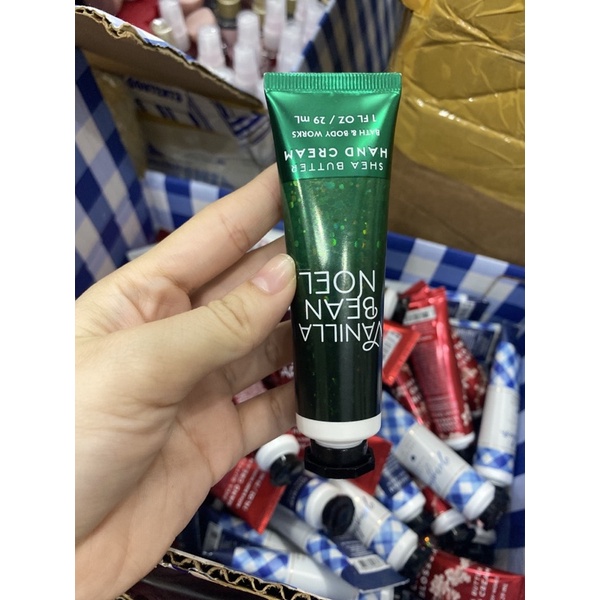 VANILLA
BEAN
NOEL
SHEA BUTTER
HAND CREAM
BATH & BODY WORKS
1 FL OZ / 29 mL